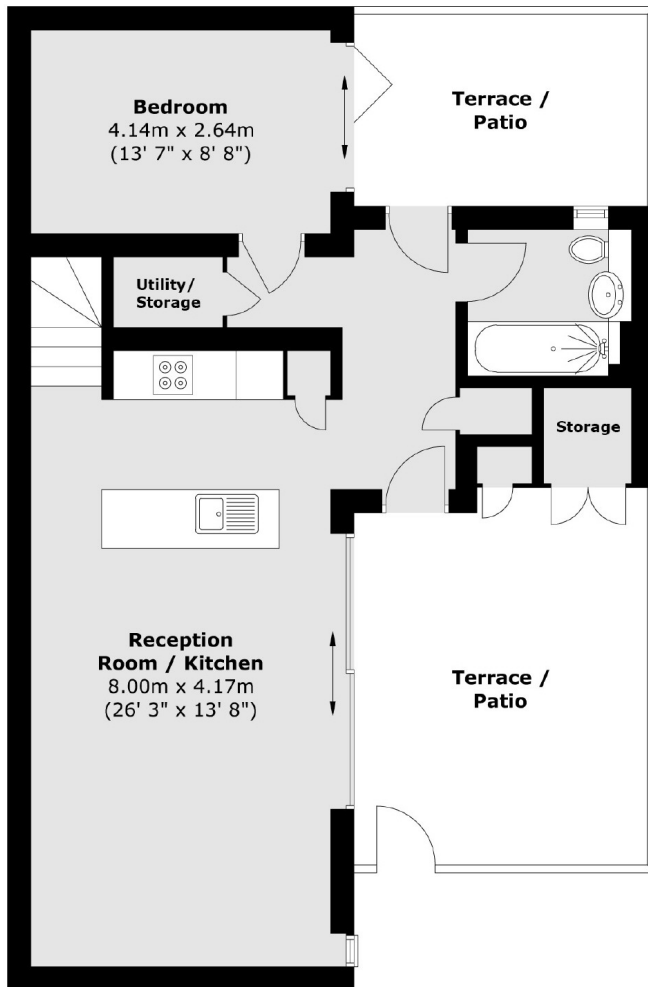 Bedroom
4.14m x 2.64m
(13' 7" x 8' 8")
Terrace /
Patio
Utility/
Storage
Storage
Reception
Room / Kitchen
8.00m x 4.17m
(26' 3" x 13' 8")
Terrace /
Patio